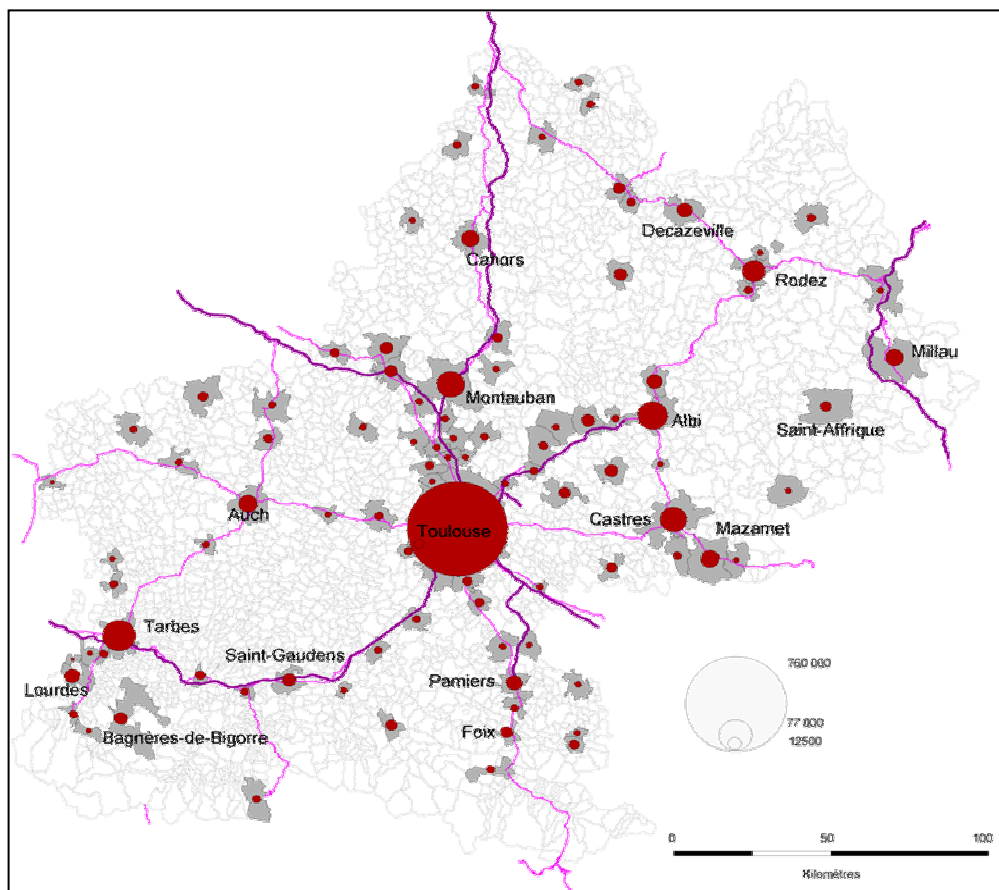 Decazeville
Cahors
Rodez
Millau
Montauban
Albi
Saint-Affrique
Auch
Toulouse
Castres
Mazamet
Tarbes
Saint-Gaudens
Lourdes
Pamiers
Bagnères-de-Bigorre
Foix
760 000
77 000
12500
0 50 100
Kilomètres